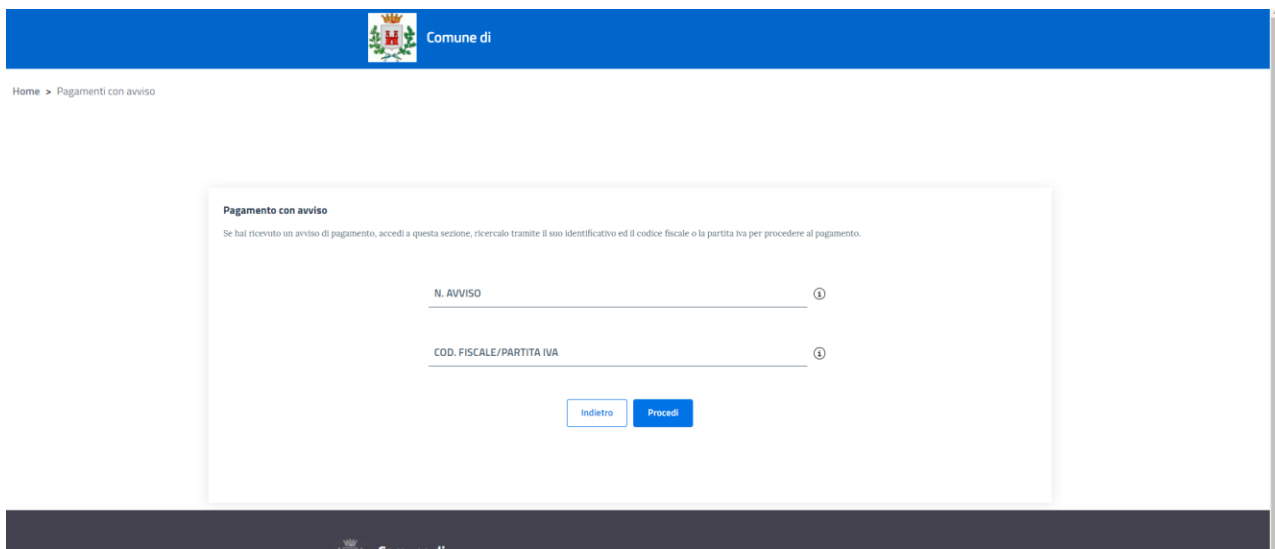 Comune di
Home > Pagamenti con avviso
Pagamento con avviso
Se hai ricevuto un avviso di pagamento, accedi a questa sezione, ricercalo tramite il suo identificativo ed il codice fiscale o la partita iva per procedere al pagamento.
N. AVVISO
COD. FISCALE/PARTITA IVA
Indietro Procedi